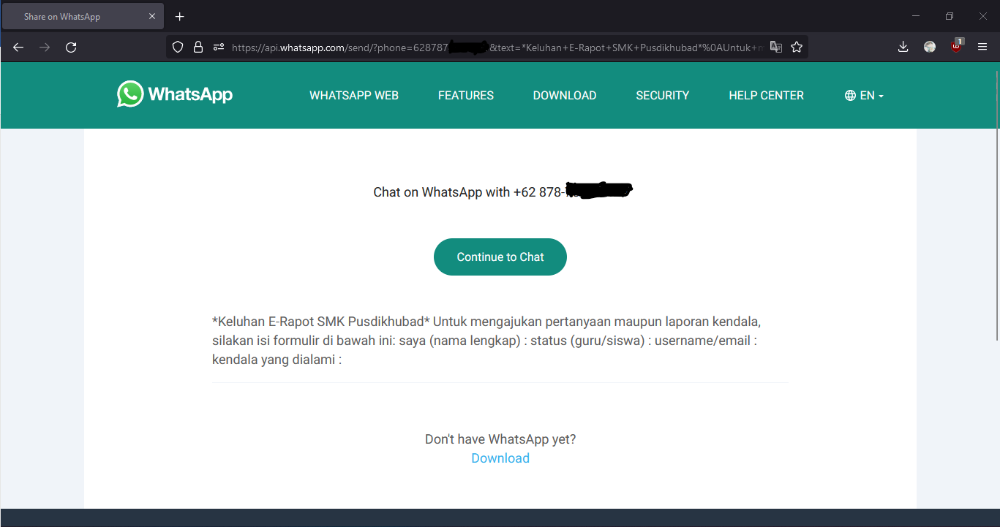 Share on WhatsApp
https://api.whatsapp.com/send/?phone=628787
&text=*Keluhan+E-Rapot+SMK+Pusdikhubad*%0AUntuk+m
1
WhatsApp
WHATSAPP WEB
FEATURES
DOWNLOAD
SECURITY
HELP CENTER
EN
Chat on WhatsApp with +62 878-
Continue to Chat
*Keluhan E-Rapot SMK Pusdikhubad* Untuk mengajukan pertanyaan maupun laporan kendala,
silakan isi formulir di bawah ini: saya (nama lengkap) : status (guru/siswa) : username/email :
kendala yang dialami :
Don't have WhatsApp yet?
Download